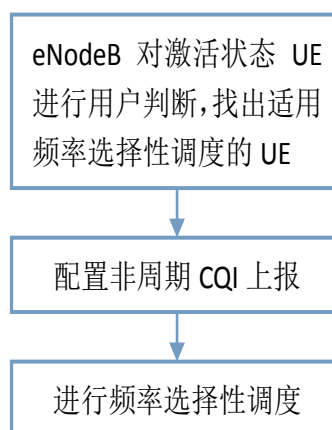 eNodeB 对激活状态 UE
进行用户判断，找出适用
频率选择性调度的 UE
配置非周期 CQI 上报
进行频率选择性调度